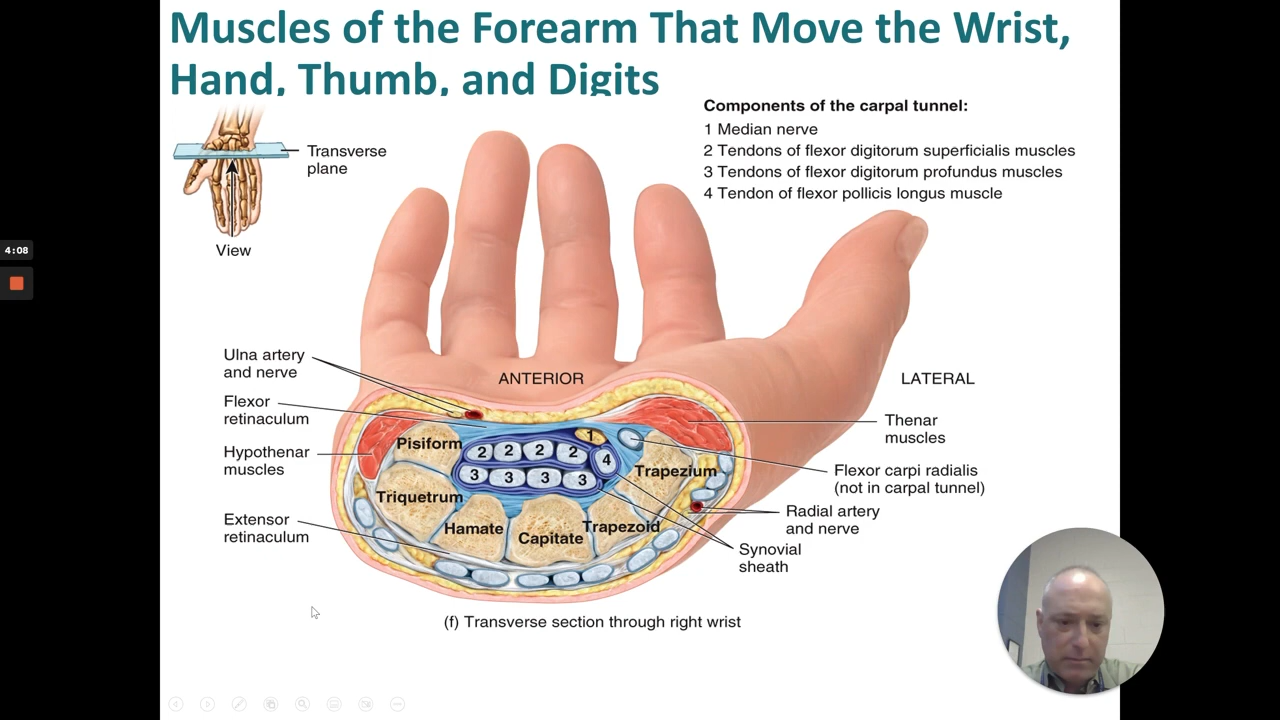 Muscles of the Forearm That Move the Wrist,
Hand, Thumb, and Digits
Components of the carpal tunnel:
1 Median nerve
2 Tendons of flexor digitorum superficialis muscles
3 Tendons of flexor digitorum profundus muscles
4 Tendon of flexor pollicis longus muscle
Transverse
plane
View
4:08
Ulna artery
and nerve
ANTERIOR
LATERAL
Flexor
retinaculum
Thenar
muscles
Hypothenar
muscles
Pisiform
1
2 2 2 2
4
3 3 3 3
Trapezium
Flexor carpi radialis
(not in carpal tunnel)
Triquetrum
Hamate
Capitate
Trapezoid
Radial artery
and nerve
Extensor
retinaculum
Synovial
sheath
(f) Transverse section through right wrist